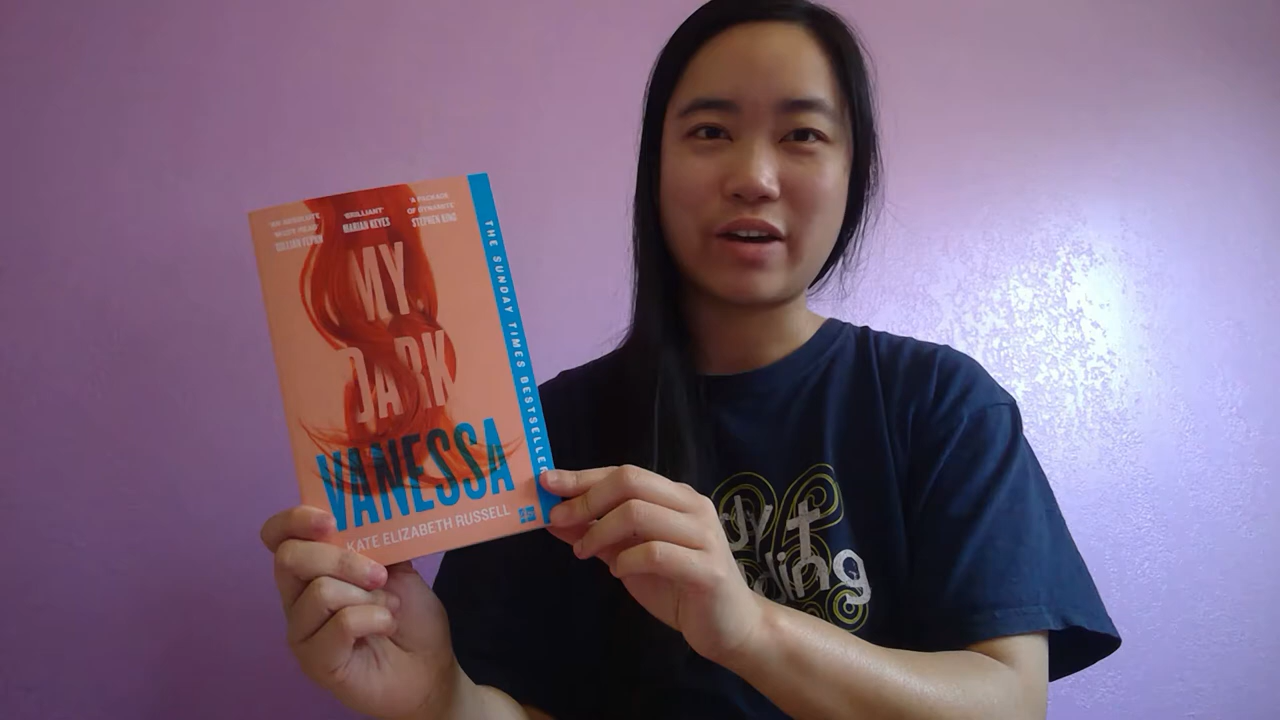 'AN ABSOLUTE
MUST-READ'
GILLIAN FLYNN
'BRILLIANT'
MARIAN KEYES
'A PACKAGE
OF DYNAMITE'
STEPHEN KING
MY
DARK
VANESSA
KATE ELIZABETH RUSSELL
THE SUNDAY TIMES BESTSELLER